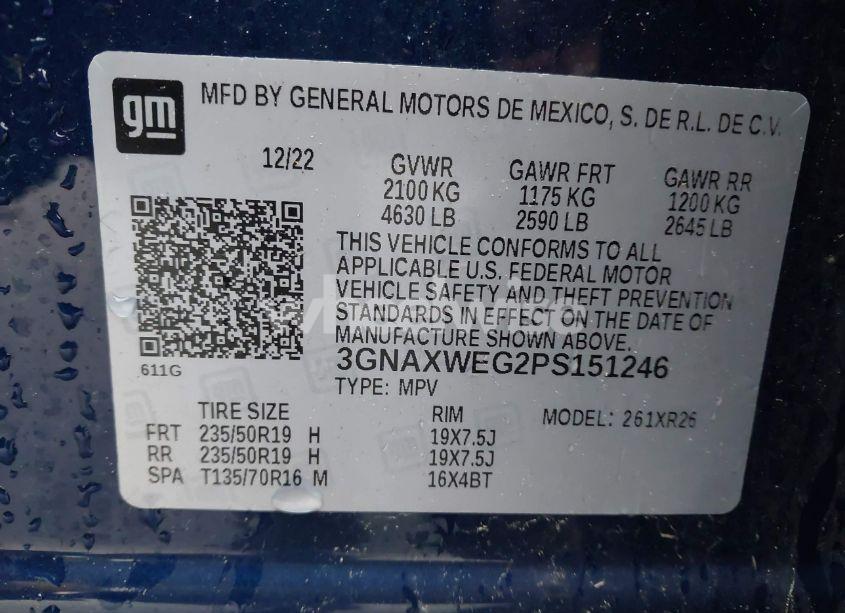 gm MFD BY GENERAL MOTORS DE MEXICO, S. DE R.L. DE C.V.
12/22 GVWR GAWR FRT GAWR RR
2100 KG 1175 KG 1200 KG
4630 LB 2590 LB 2645 LB
THIS VEHICLE CONFORMS TO ALL
APPLICABLE U.S. FEDERAL MOTOR
VEHICLE SAFETY AND THEFT PREVENTION
STANDARDS IN EFFECT ON THE DATE OF
MANUFACTURE SHOWN ABOVE.
3GNAXWEG2PS151246
611G
TYPE: MPV
TIRE SIZE RIM MODEL: 261XR26
FRT 235/50R19 H 19X7.5J
RR 235/50R19 H 19X7.5J
SPA T135/70R16 M 16X4BT